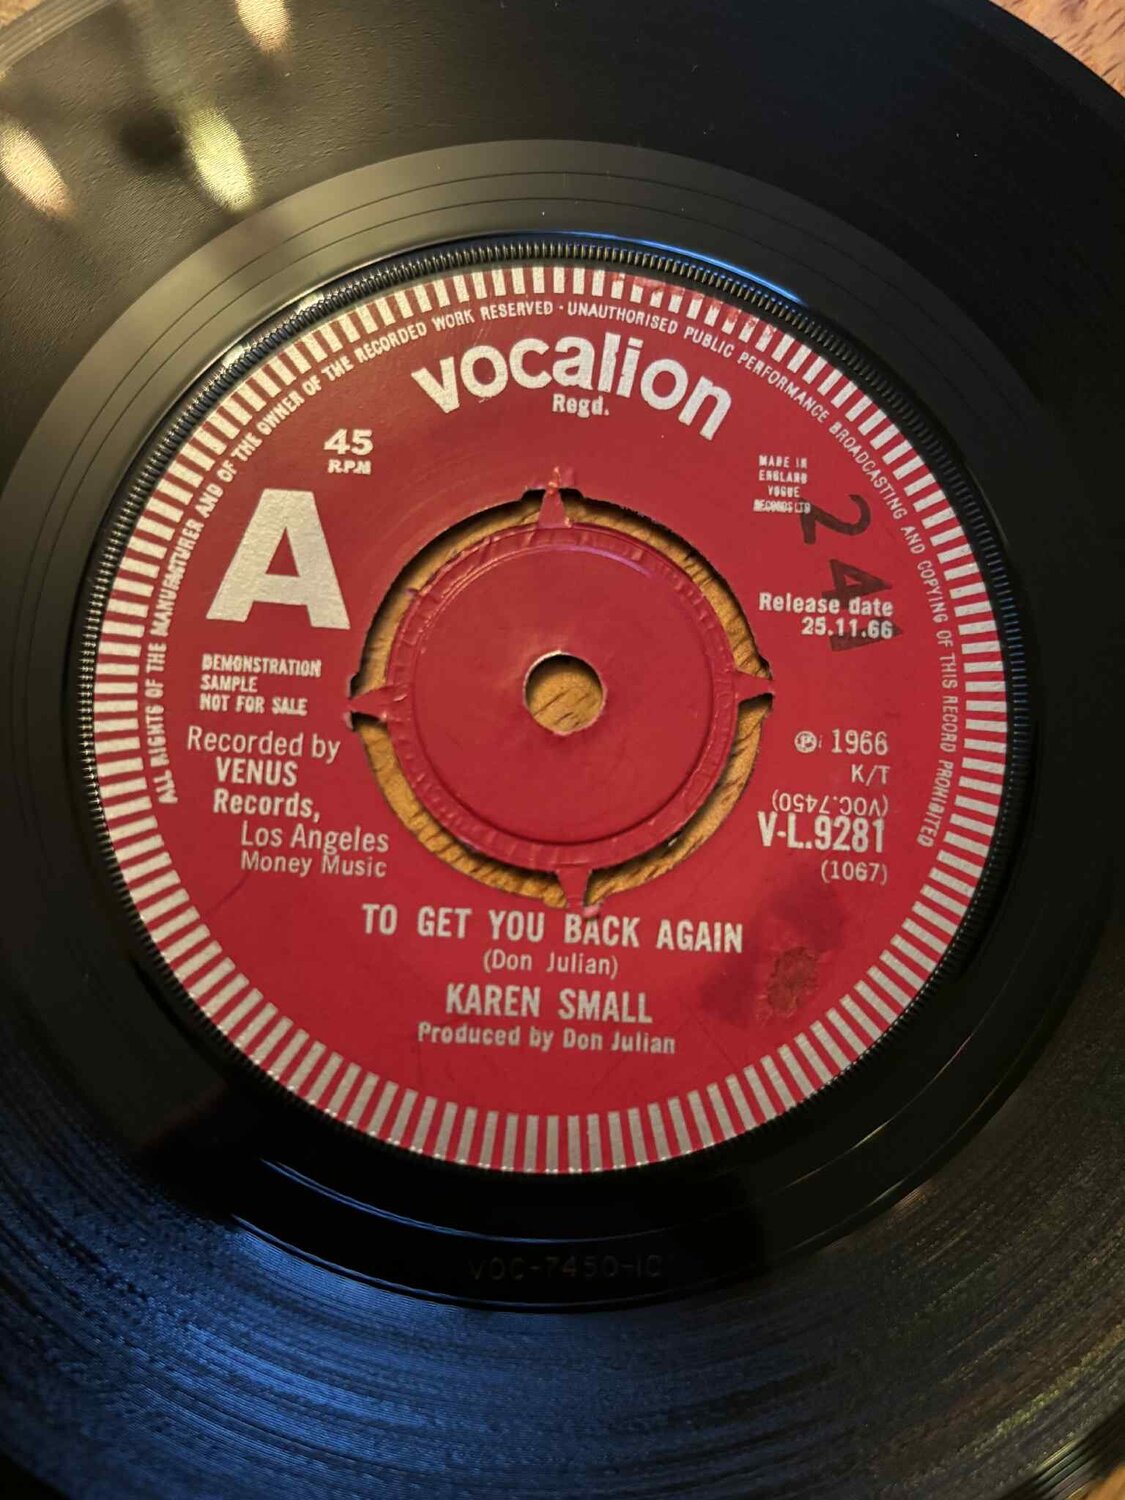 ALL RIGHTS OF THE MANUFACTURER AND OF THE OWNER OF THE RECORDED WORK RESERVED · UNAUTHORISED PUBLIC PERFORMANCE BROADCASTING AND COPYING OF THIS RECORD PROHIBITED
vocalion
Regd.
45
R.P.M
A
MADE IN
ENGLAND
VOGUE
RECORDS LTD
24
Release date
25.11.66
DEMONSTRATION
SAMPLE
NOT FOR SALE
Recorded by
VENUS
Records,
Los Angeles
Money Music
℗: 1966
K/T
(VOC.7450)
V-L.9281
(1067)
TO GET YOU BACK AGAIN
(Don Julian)
KAREN SMALL
Produced by Don Julian
VOC-7450-1C